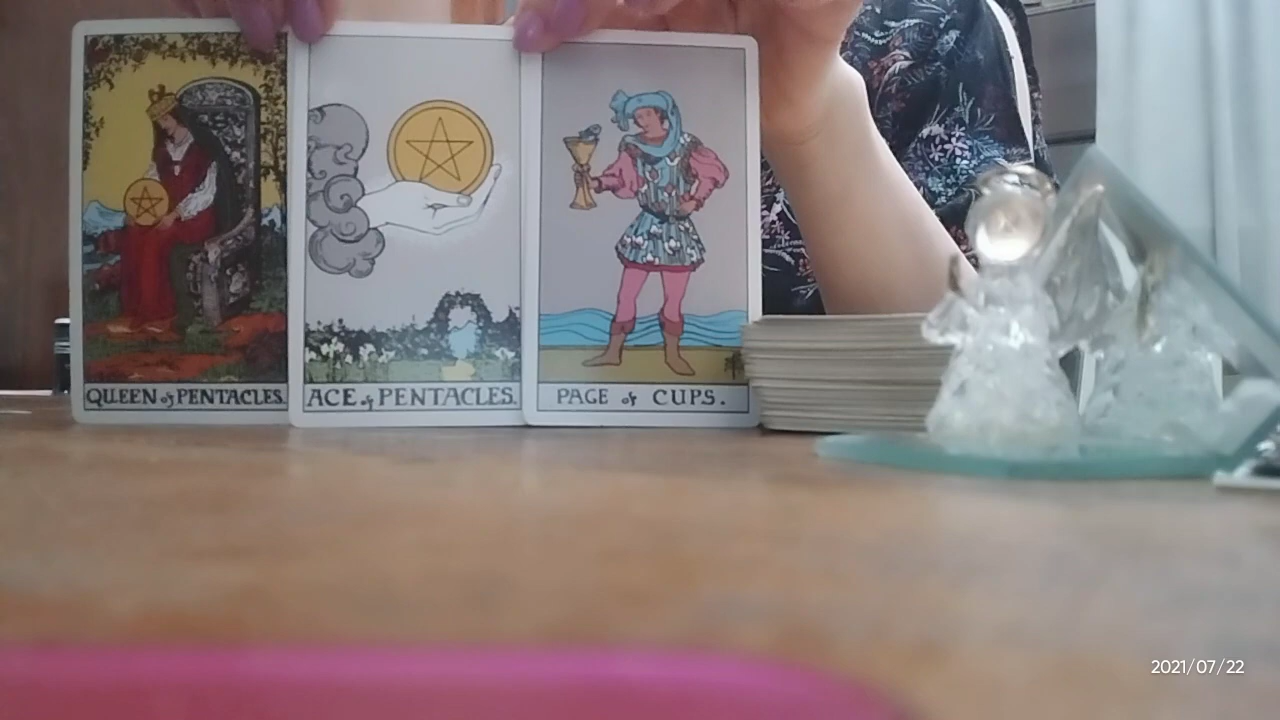 QUEEN of PENTACLES.
ACE of PENTACLES.
PAGE of CUPS.
2021/07/22